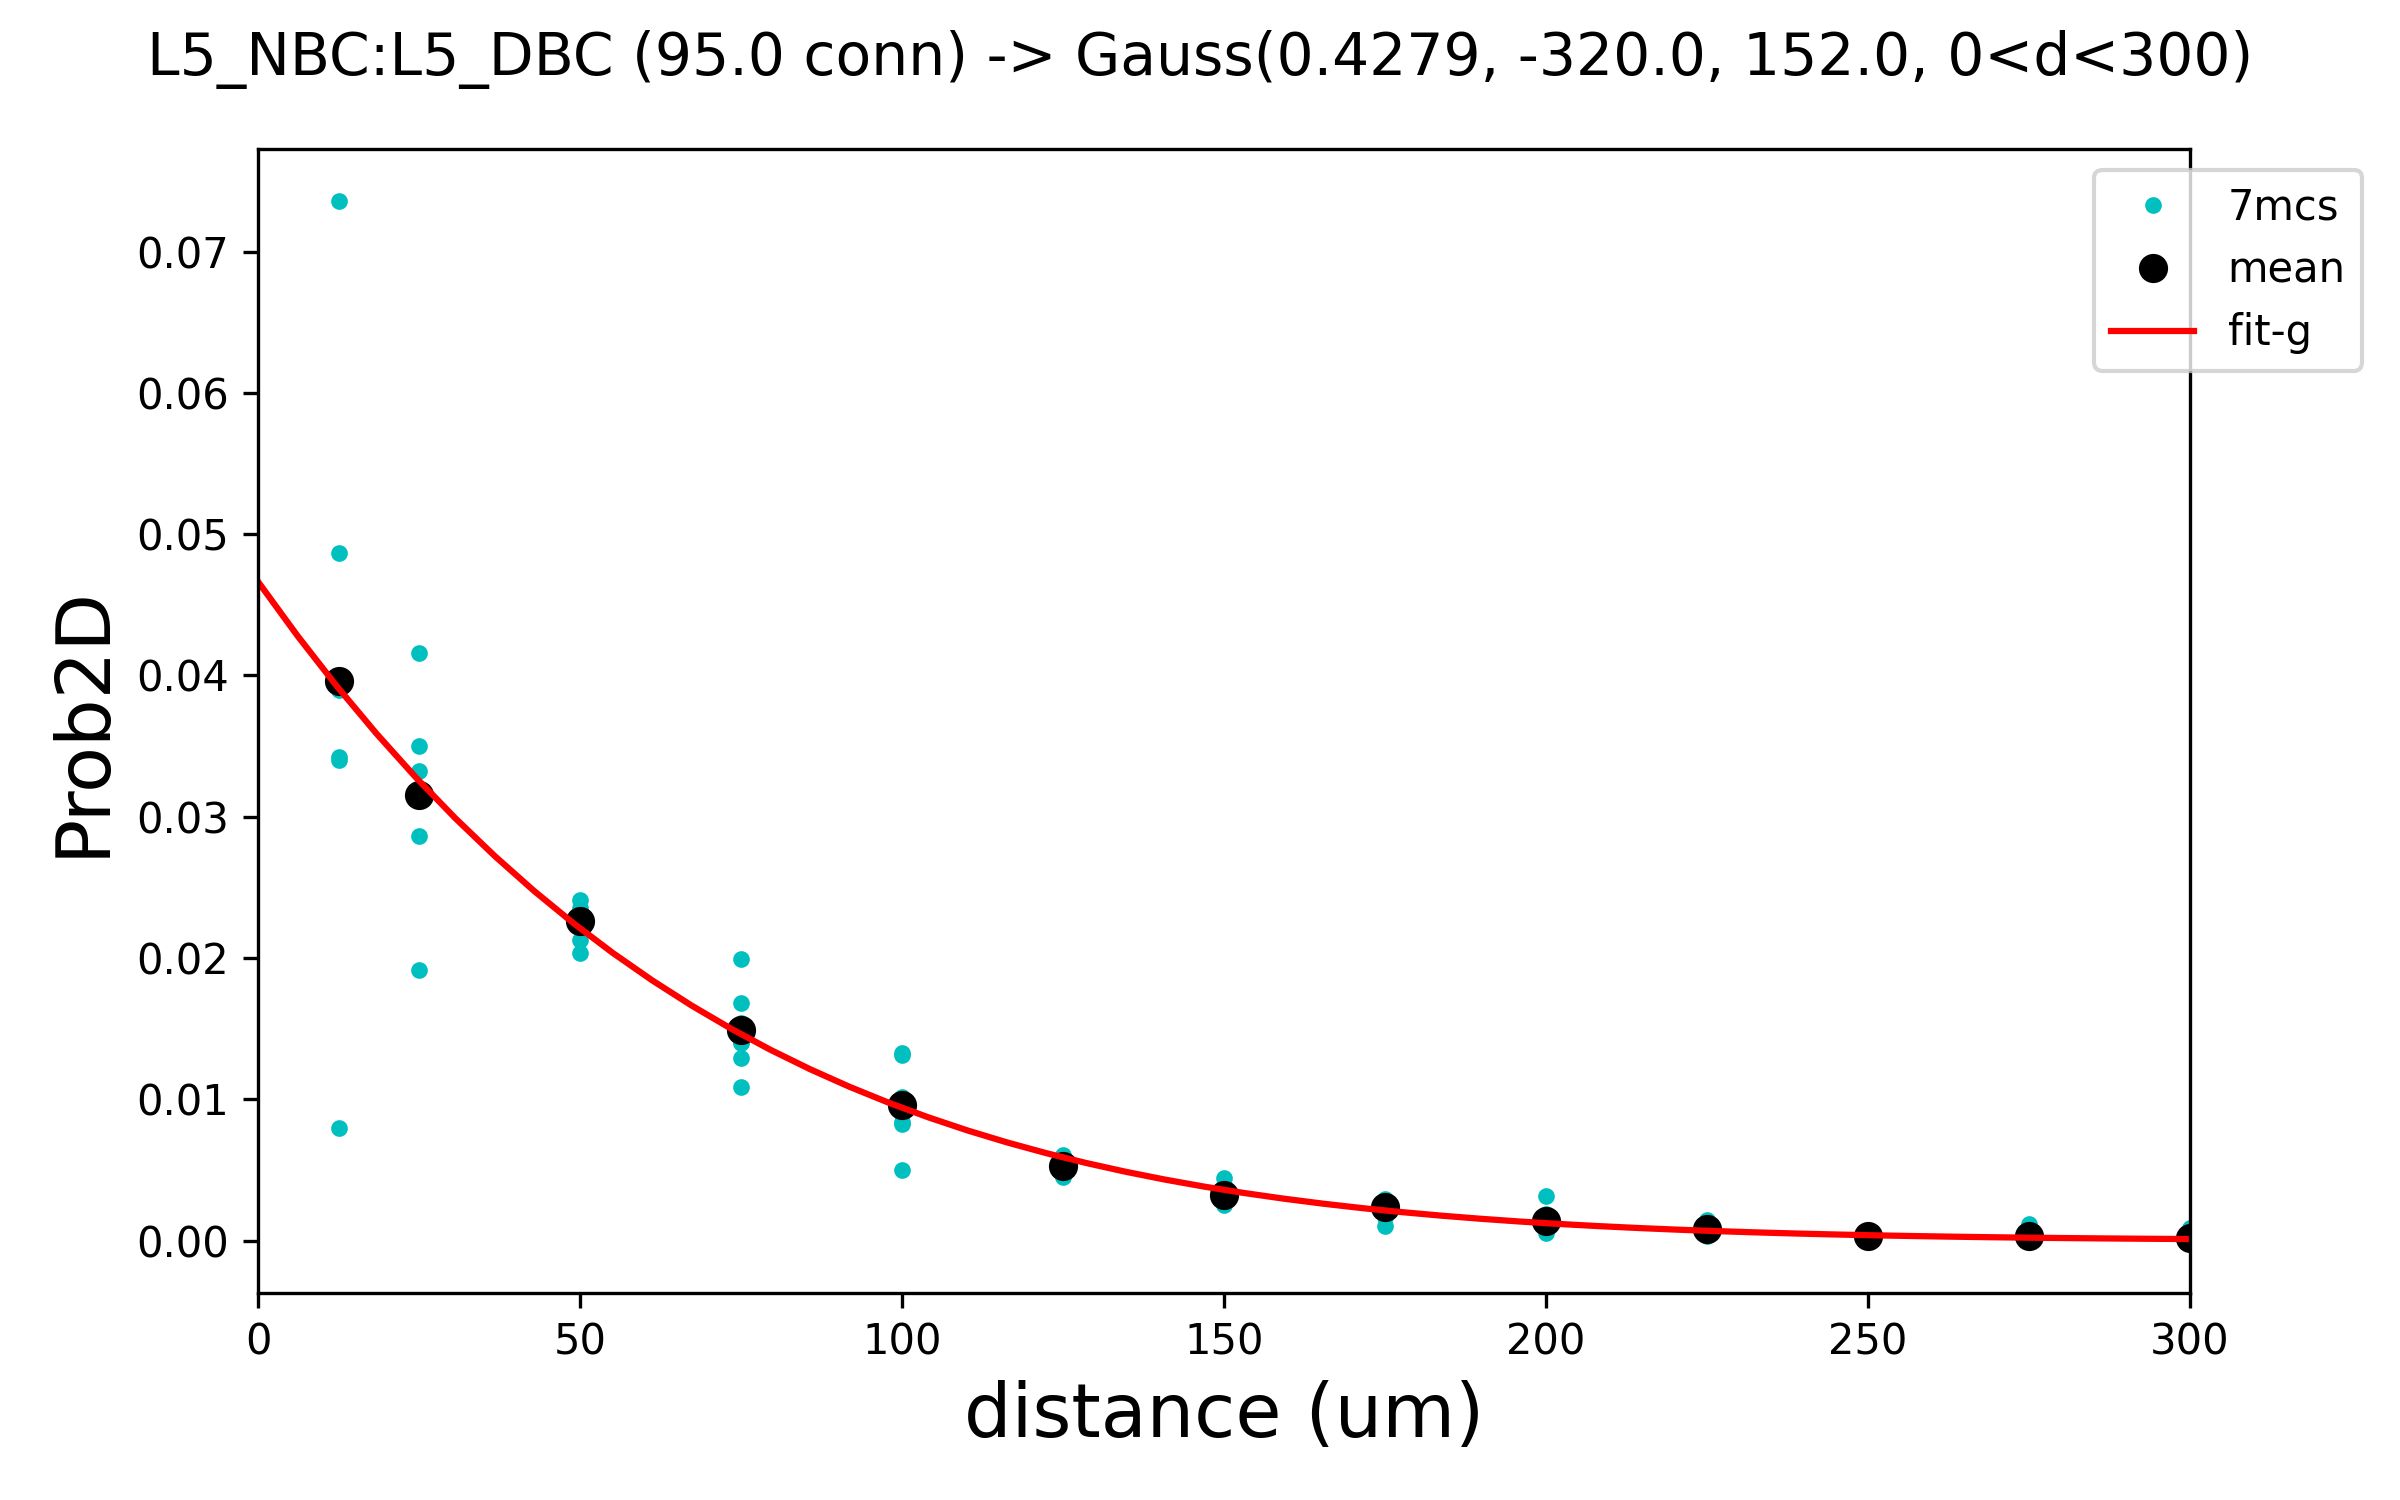 L5_NBC:L5_DBC (95.0 conn) -> Gauss(0.4279, -320.0, 152.0, 0<d<300)
7mcs
mean
fit-g
0.07
0.06
0.05
0.04
0.03
0.02
0.01
0.00
Prob2D
0
50
100
150
200
250
300
distance (um)